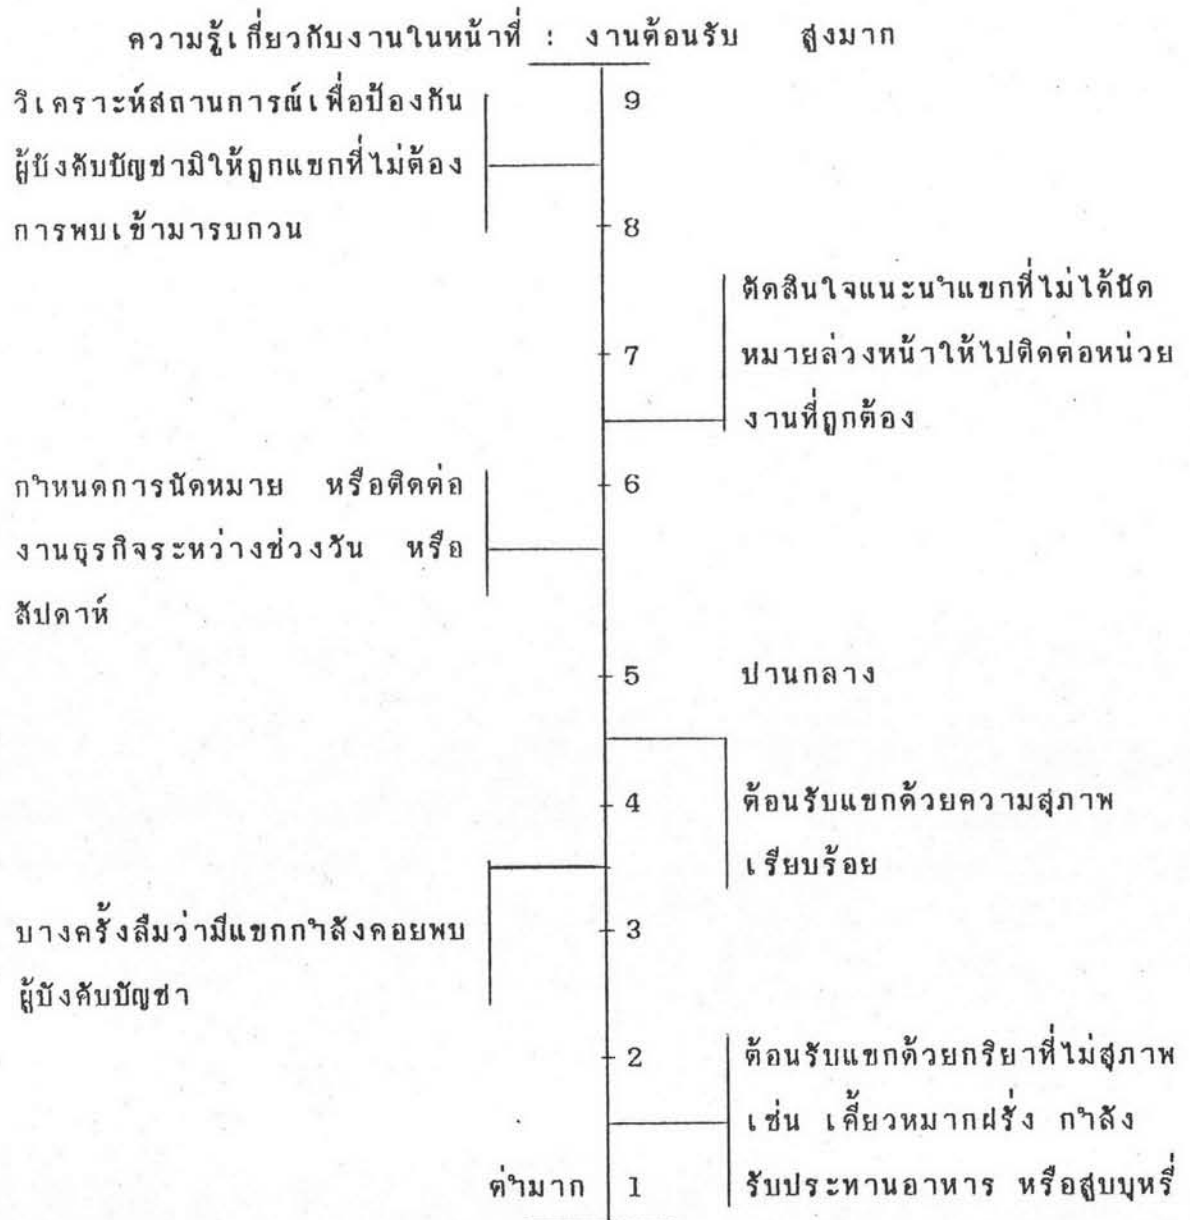 ความรู้เกี่ยวกับงานในหน้าที่ : งานต้อนรับ สูงมาก
9
วิเคราะห์สถานการณ์เพื่อป้องกัน
ผู้บังคับบัญชามิให้ถูกแขกที่ไม่ต้อง
การพบเข้ามารบกวน
8
ตัดสินใจแนะนำแขกที่ไม่ได้นัด
หมายล่วงหน้าให้ไปติดต่อหน่วย
งานที่ถูกต้อง
7
6
กำหนดการนัดหมาย หรือติดต่อ
งานธุรกิจระหว่างช่วงวัน หรือ
สัปดาห์
5 ปานกลาง
4
ต้อนรับแขกด้วยความสุภาพ
เรียบร้อย
3
บางครั้งลืมว่ามีแขกกำลังคอยพบ
ผู้บังคับบัญชา
2
ต้อนรับแขกด้วยกริยาที่ไม่สุภาพ
เช่น เคี้ยวหมากฝรั่ง กำลัง
รับประทานอาหาร หรือสูบบุหรี่
ต่ำมาก 1